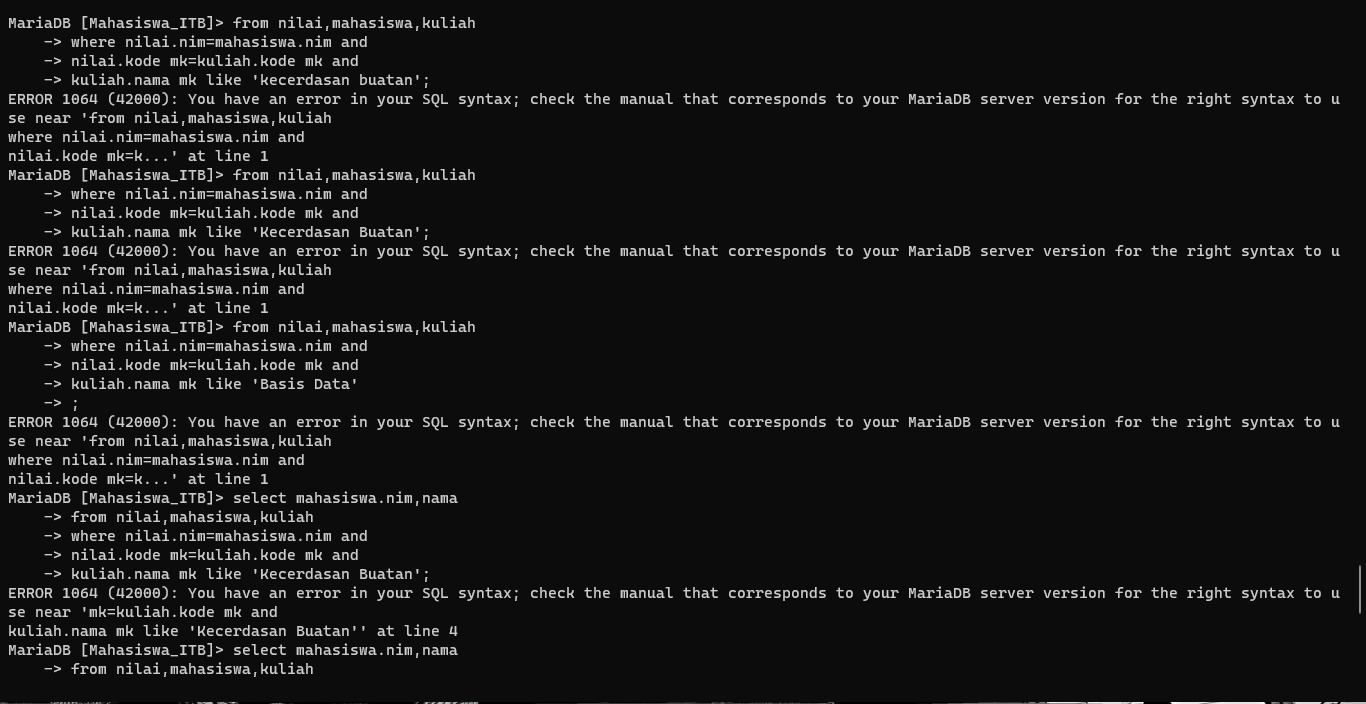 MariaDB [Mahasiswa_ITB]> from nilai,mahasiswa,kuliah
    -> where nilai.nim=mahasiswa.nim and
    -> nilai.kode mk=kuliah.kode mk and
    -> kuliah.nama mk like 'kecerdasan buatan';
ERROR 1064 (42000): You have an error in your SQL syntax; check the manual that corresponds to your MariaDB server version for the right syntax to u
se near 'from nilai,mahasiswa,kuliah
where nilai.nim=mahasiswa.nim and
nilai.kode mk=k...' at line 1
MariaDB [Mahasiswa_ITB]> from nilai,mahasiswa,kuliah
    -> where nilai.nim=mahasiswa.nim and
    -> nilai.kode mk=kuliah.kode mk and
    -> kuliah.nama mk like 'Kecerdasan Buatan';
ERROR 1064 (42000): You have an error in your SQL syntax; check the manual that corresponds to your MariaDB server version for the right syntax to u
se near 'from nilai,mahasiswa,kuliah
where nilai.nim=mahasiswa.nim and
nilai.kode mk=k...' at line 1
MariaDB [Mahasiswa_ITB]> from nilai,mahasiswa,kuliah
    -> where nilai.nim=mahasiswa.nim and
    -> nilai.kode mk=kuliah.kode mk and
    -> kuliah.nama mk like 'Basis Data'
    -> ;
ERROR 1064 (42000): You have an error in your SQL syntax; check the manual that corresponds to your MariaDB server version for the right syntax to u
se near 'from nilai,mahasiswa,kuliah
where nilai.nim=mahasiswa.nim and
nilai.kode mk=k...' at line 1
MariaDB [Mahasiswa_ITB]> select mahasiswa.nim,nama
    -> from nilai,mahasiswa,kuliah
    -> where nilai.nim=mahasiswa.nim and
    -> nilai.kode mk=kuliah.kode mk and
    -> kuliah.nama mk like 'Kecerdasan Buatan';
ERROR 1064 (42000): You have an error in your SQL syntax; check the manual that corresponds to your MariaDB server version for the right syntax to u
se near 'mk=kuliah.kode mk and
kuliah.nama mk like 'Kecerdasan Buatan'' at line 4
MariaDB [Mahasiswa_ITB]> select mahasiswa.nim,nama
    -> from nilai,mahasiswa,kuliah